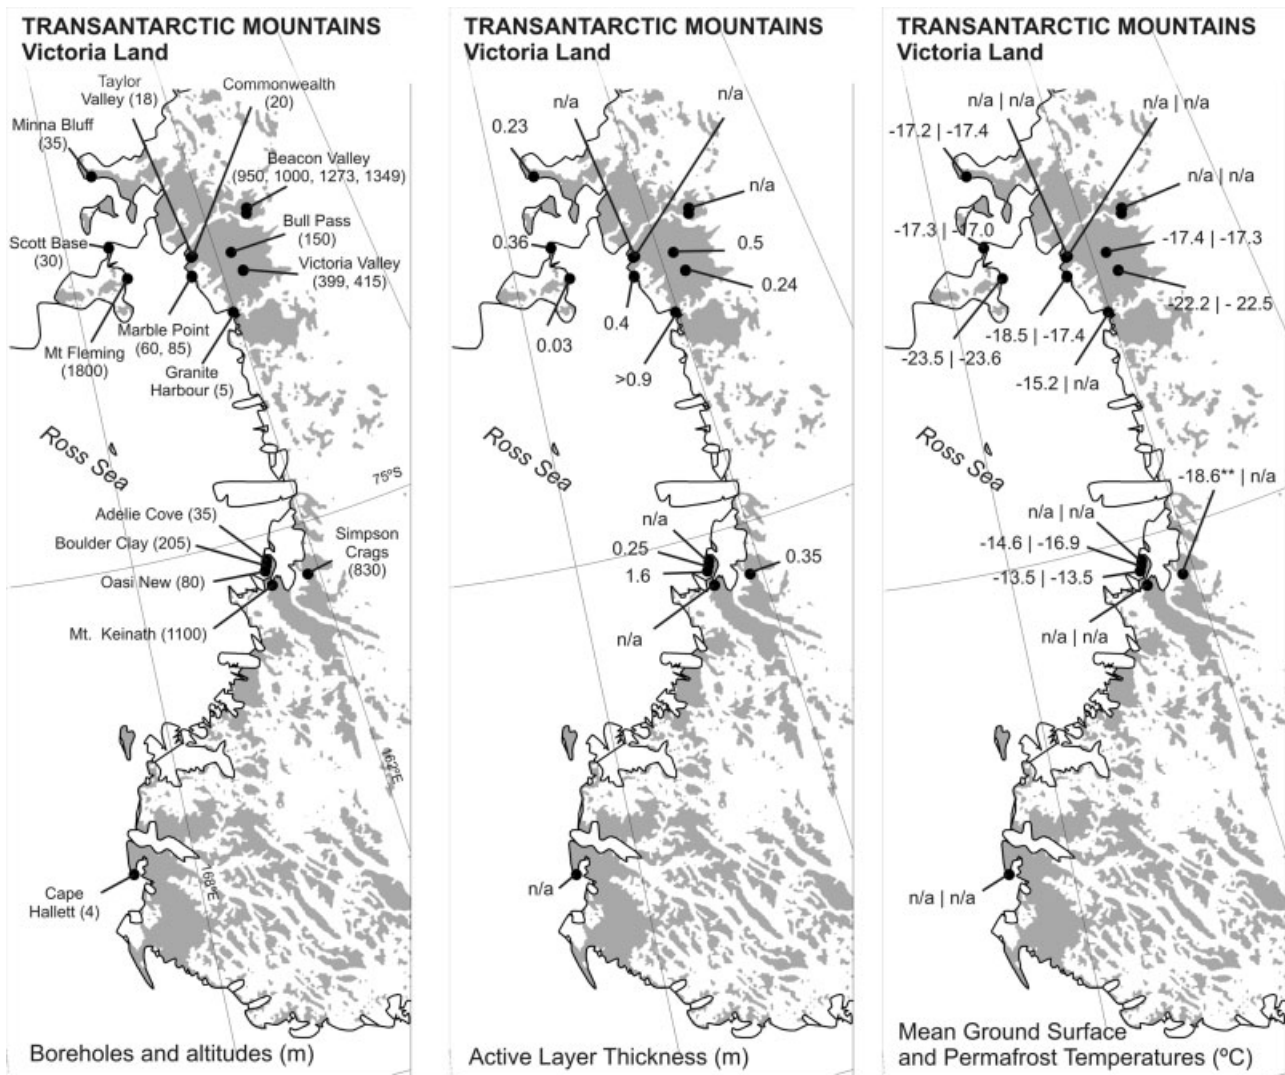 TRANSANTARCTIC MOUNTAINS
Victoria Land
Taylor
Valley (18)
Commonwealth
(20)
Minna Bluff
(35)
Beacon Valley
(950, 1000, 1273, 1349)
Bull Pass
(150)
Scott Base
(30)
Victoria Valley
(399, 415)
Marble Point
(60, 85)
Mt Fleming
(1800)
Granite
Harbour (5)
Ross Sea
75ºS
Adelie Cove (35)
Boulder Clay (205)
Simpson
Crags
(830)
Oasi New (80)
Mt. Keinath (1100)
162ºE
168ºE
Cape
Hallett (4)
Boreholes and altitudes (m)
TRANSANTARCTIC MOUNTAINS
Victoria Land
n/a
n/a
0.23
n/a
0.36
0.5
0.24
0.4
0.03
>0.9
Ross Sea
n/a
0.25
0.35
1.6
n/a
n/a
Active Layer Thickness (m)
TRANSANTARCTIC MOUNTAINS
Victoria Land
n/a | n/a
n/a | n/a
-17.2 | -17.4
n/a | n/a
-17.3 | -17.0
-17.4 | -17.3
-22.2 | - 22.5
-18.5 | -17.4
-23.5 | -23.6
-15.2 | n/a
Ross Sea
-18.6** | n/a
n/a | n/a
-14.6 | -16.9
-13.5 | -13.5
n/a | n/a
n/a | n/a
Mean Ground Surface
and Permafrost Temperatures (ºC)